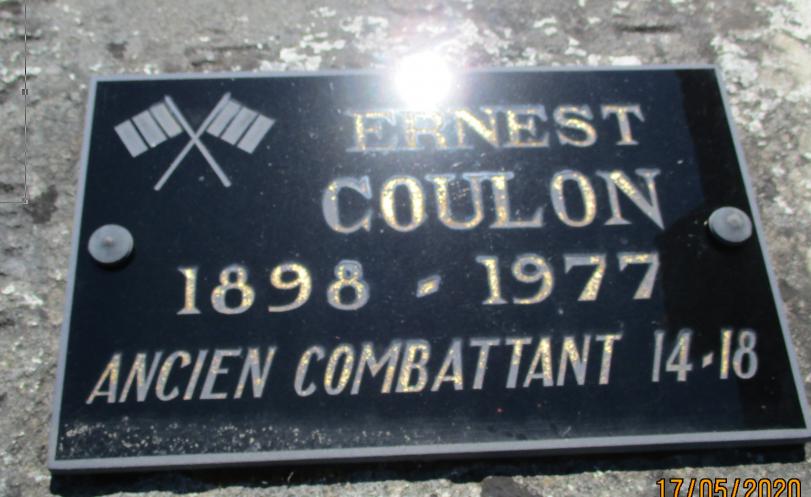 ERNEST
COULON
1898 - 1977
ANCIEN COMBATTANT 14-18
17/05/2020